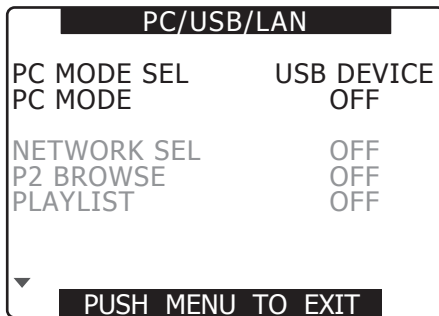 PC/USB/LAN
PC MODE SEL USB DEVICE
PC MODE OFF
NETWORK SEL OFF
P2 BROWSE OFF
PLAYLIST OFF
PUSH MENU TO EXIT